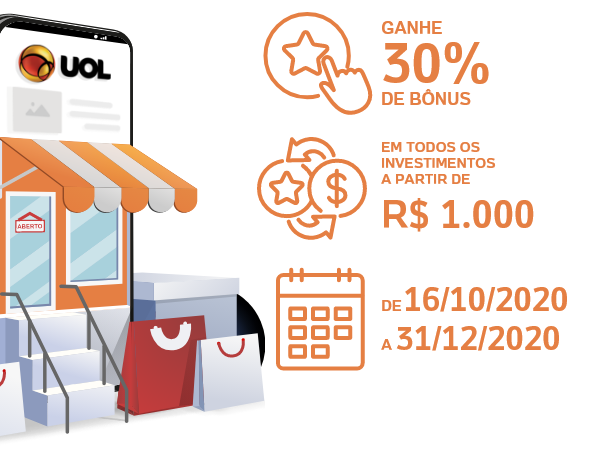 UOL
ABERTO
GANHE
30%
DE BÔNUS
EM TODOS OS
INVESTIMENTOS
A PARTIR DE
R$ 1.000
DE 16/10/2020
A 31/12/2020